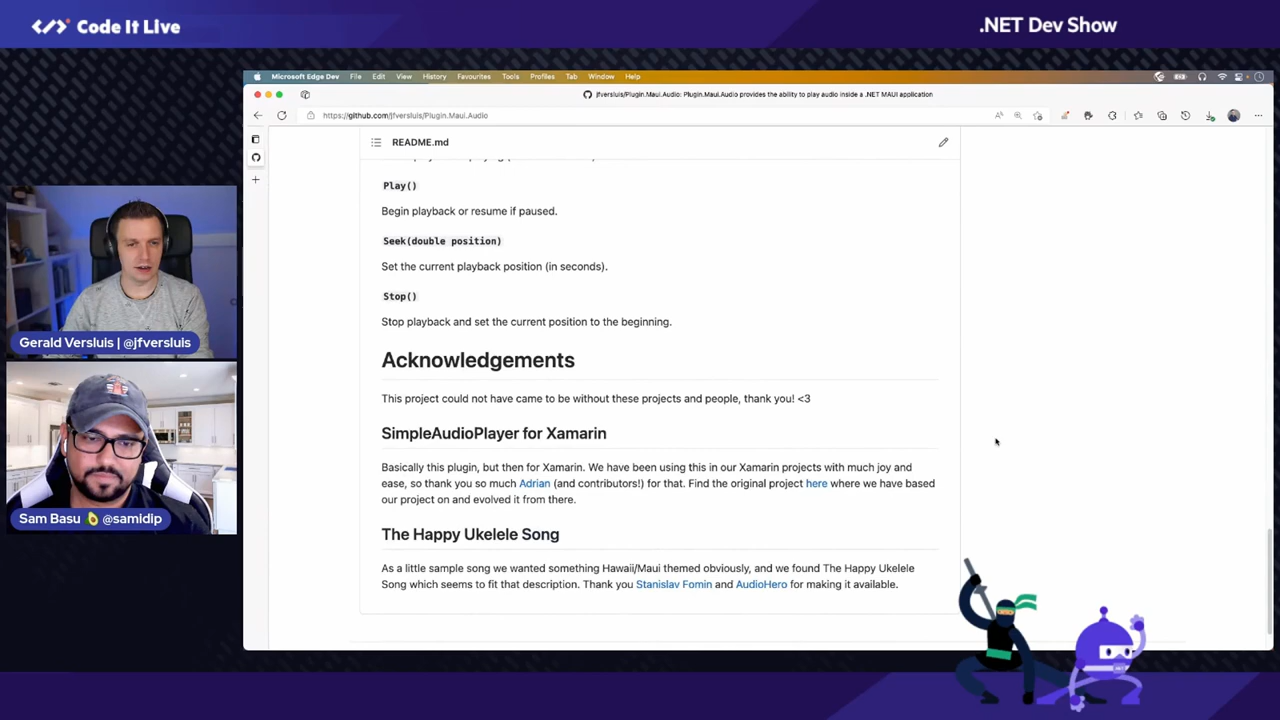 </> Code It Live
.NET Dev Show
Microsoft Edge Dev File Edit View History Favourites Tools Profiles Tab Window Help
jfversluis/Plugin.Maui.Audio: Plugin.Maui.Audio provides the ability to play audio inside a .NET MAUI application
https://github.com/jfversluis/Plugin.Maui.Audio
README.md
Play()
Begin playback or resume if paused.
Seek(double position)
Set the current playback position (in seconds).
Stop()
Stop playback and set the current position to the beginning.
Acknowledgements
This project could not have came to be without these projects and people, thank you! <3
SimpleAudioPlayer for Xamarin
Basically this plugin, but then for Xamarin. We have been using this in our Xamarin projects with much joy and
ease, so thank you so much Adrian (and contributors!) for that. Find the original project here where we have based
our project on and evolved it from there.
The Happy Ukelele Song
As a little sample song we wanted something Hawaii/Maui themed obviously, and we found The Happy Ukelele
Song which seems to fit that description. Thank you Stanislav Fomin and AudioHero for making it available.
Gerald Versluis | @jfversluis
Sam Basu 🥑 @samidip